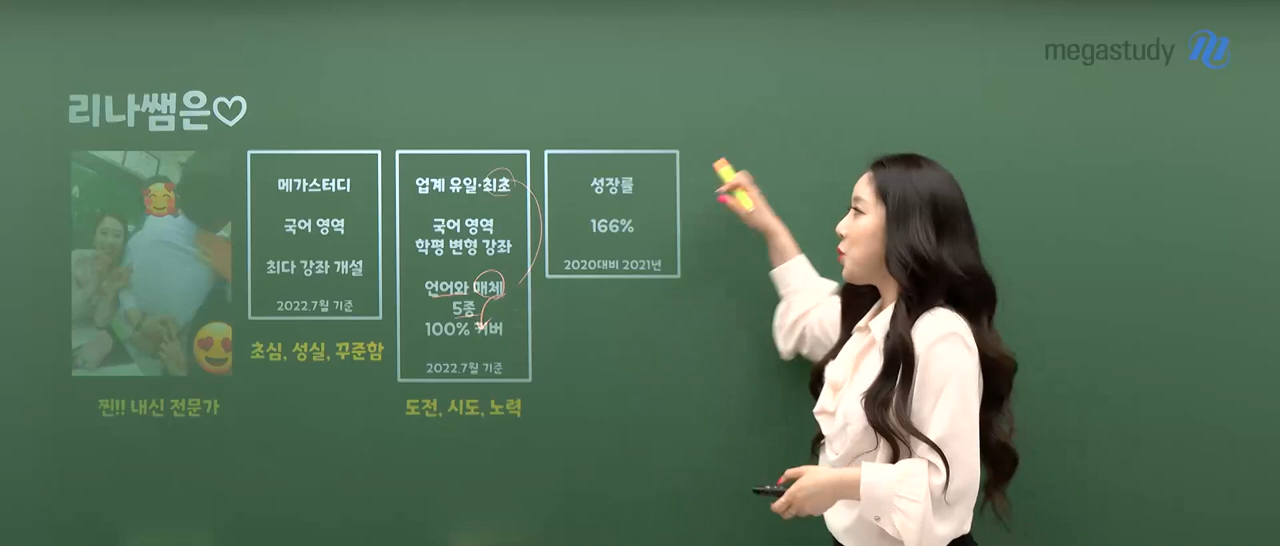 megastudy
리나쌤은♡
찐!! 내신 전문가
메가스터디
국어 영역
최다 강좌 개설
2022.7월 기준
초심, 성실, 꾸준함
업계 유일·최초
국어 영역
학평 변형 강좌
언어와 매체
5종
100% 커버
2022.7월 기준
도전, 시도, 노력
성장률
166%
2020대비 2021년